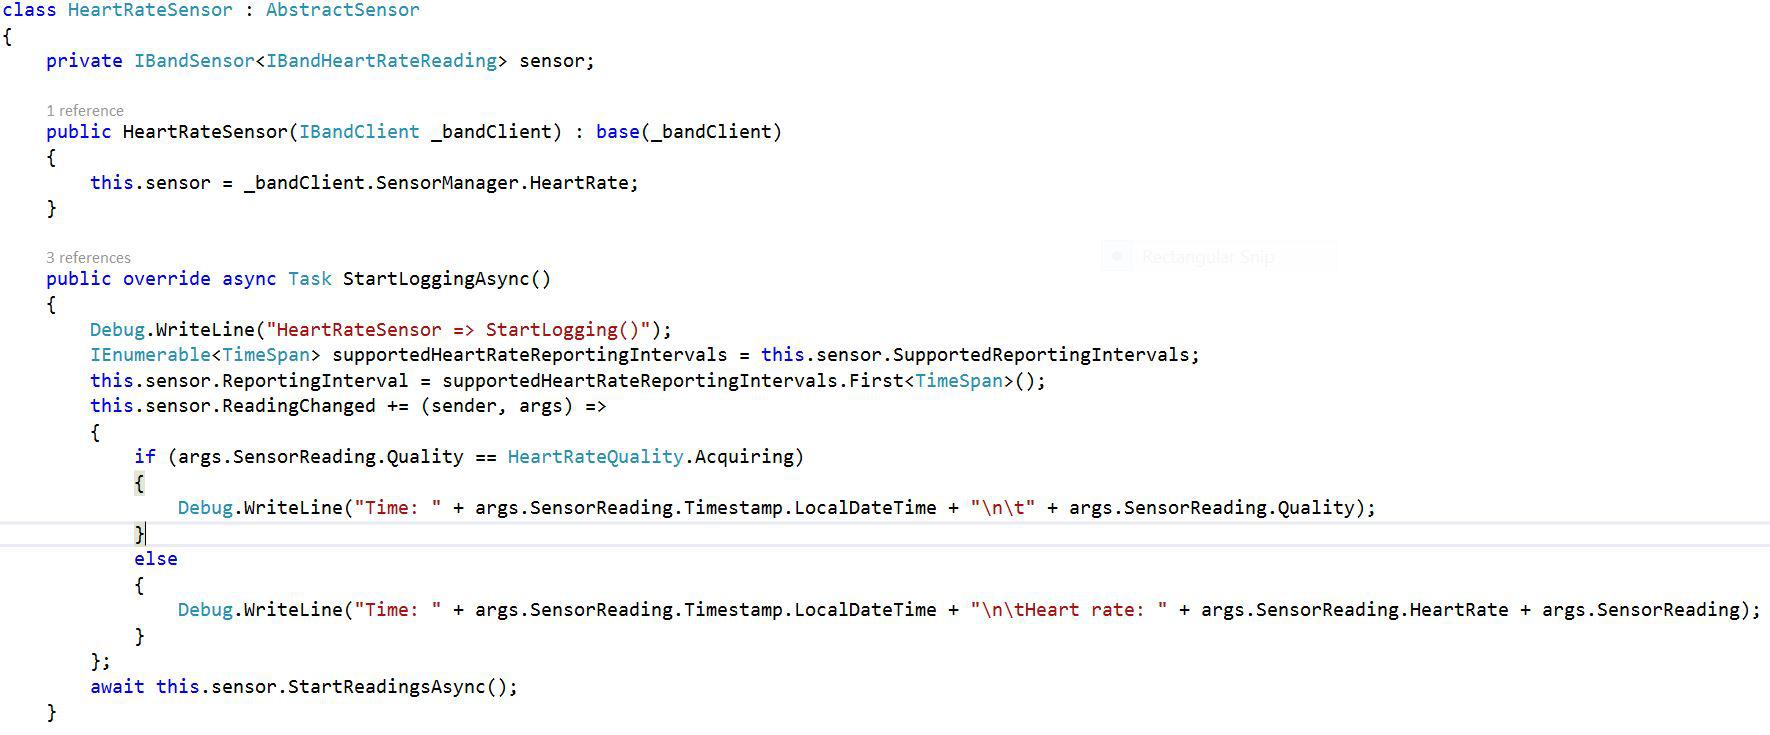 class HeartRateSensor : AbstractSensor
{
    private IBandSensor<IBandHeartRateReading> sensor;

    1 reference
    public HeartRateSensor(IBandClient _bandClient) : base(_bandClient)
    {
        this.sensor = _bandClient.SensorManager.HeartRate;
    }

    3 references
    public override async Task StartLoggingAsync()
    {
        Debug.WriteLine("HeartRateSensor => StartLogging()");
        IEnumerable<TimeSpan> supportedHeartRateReportingIntervals = this.sensor.SupportedReportingIntervals;
        this.sensor.ReportingInterval = supportedHeartRateReportingIntervals.First<TimeSpan>();
        this.sensor.ReadingChanged += (sender, args) =>
        {
            if (args.SensorReading.Quality == HeartRateQuality.Acquiring)
            {
                Debug.WriteLine("Time: " + args.SensorReading.Timestamp.LocalDateTime + "\n\t" + args.SensorReading.Quality);
            }
            else
            {
                Debug.WriteLine("Time: " + args.SensorReading.Timestamp.LocalDateTime + "\n\tHeart rate: " + args.SensorReading.HeartRate + args.SensorReading);
            }
        };
        await this.sensor.StartReadingsAsync();
    }
Rectangular Snip